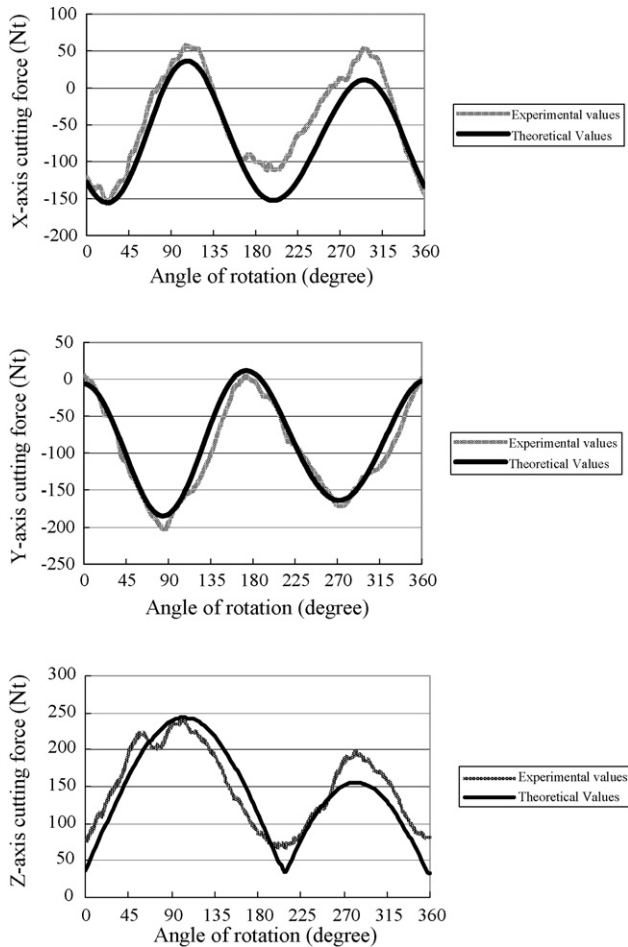 X-axis cutting force (Nt)
100
50
0
-50
-100
-150
-200
0 45 90 135 180 225 270 315 360
Angle of rotation (degree)
Experimental values
Theoretical Values
Y-axis cutting force (Nt)
50
0
-50
-100
-150
-200
-250
0 45 90 135 180 225 270 315 360
Angle of rotation (degree)
Experimental values
Theoretical Values
Z-axis cutting force (Nt)
300
250
200
150
100
50
0
0 45 90 135 180 225 270 315 360
Angle of rotation (degree)
Experimental values
Theoretical Values